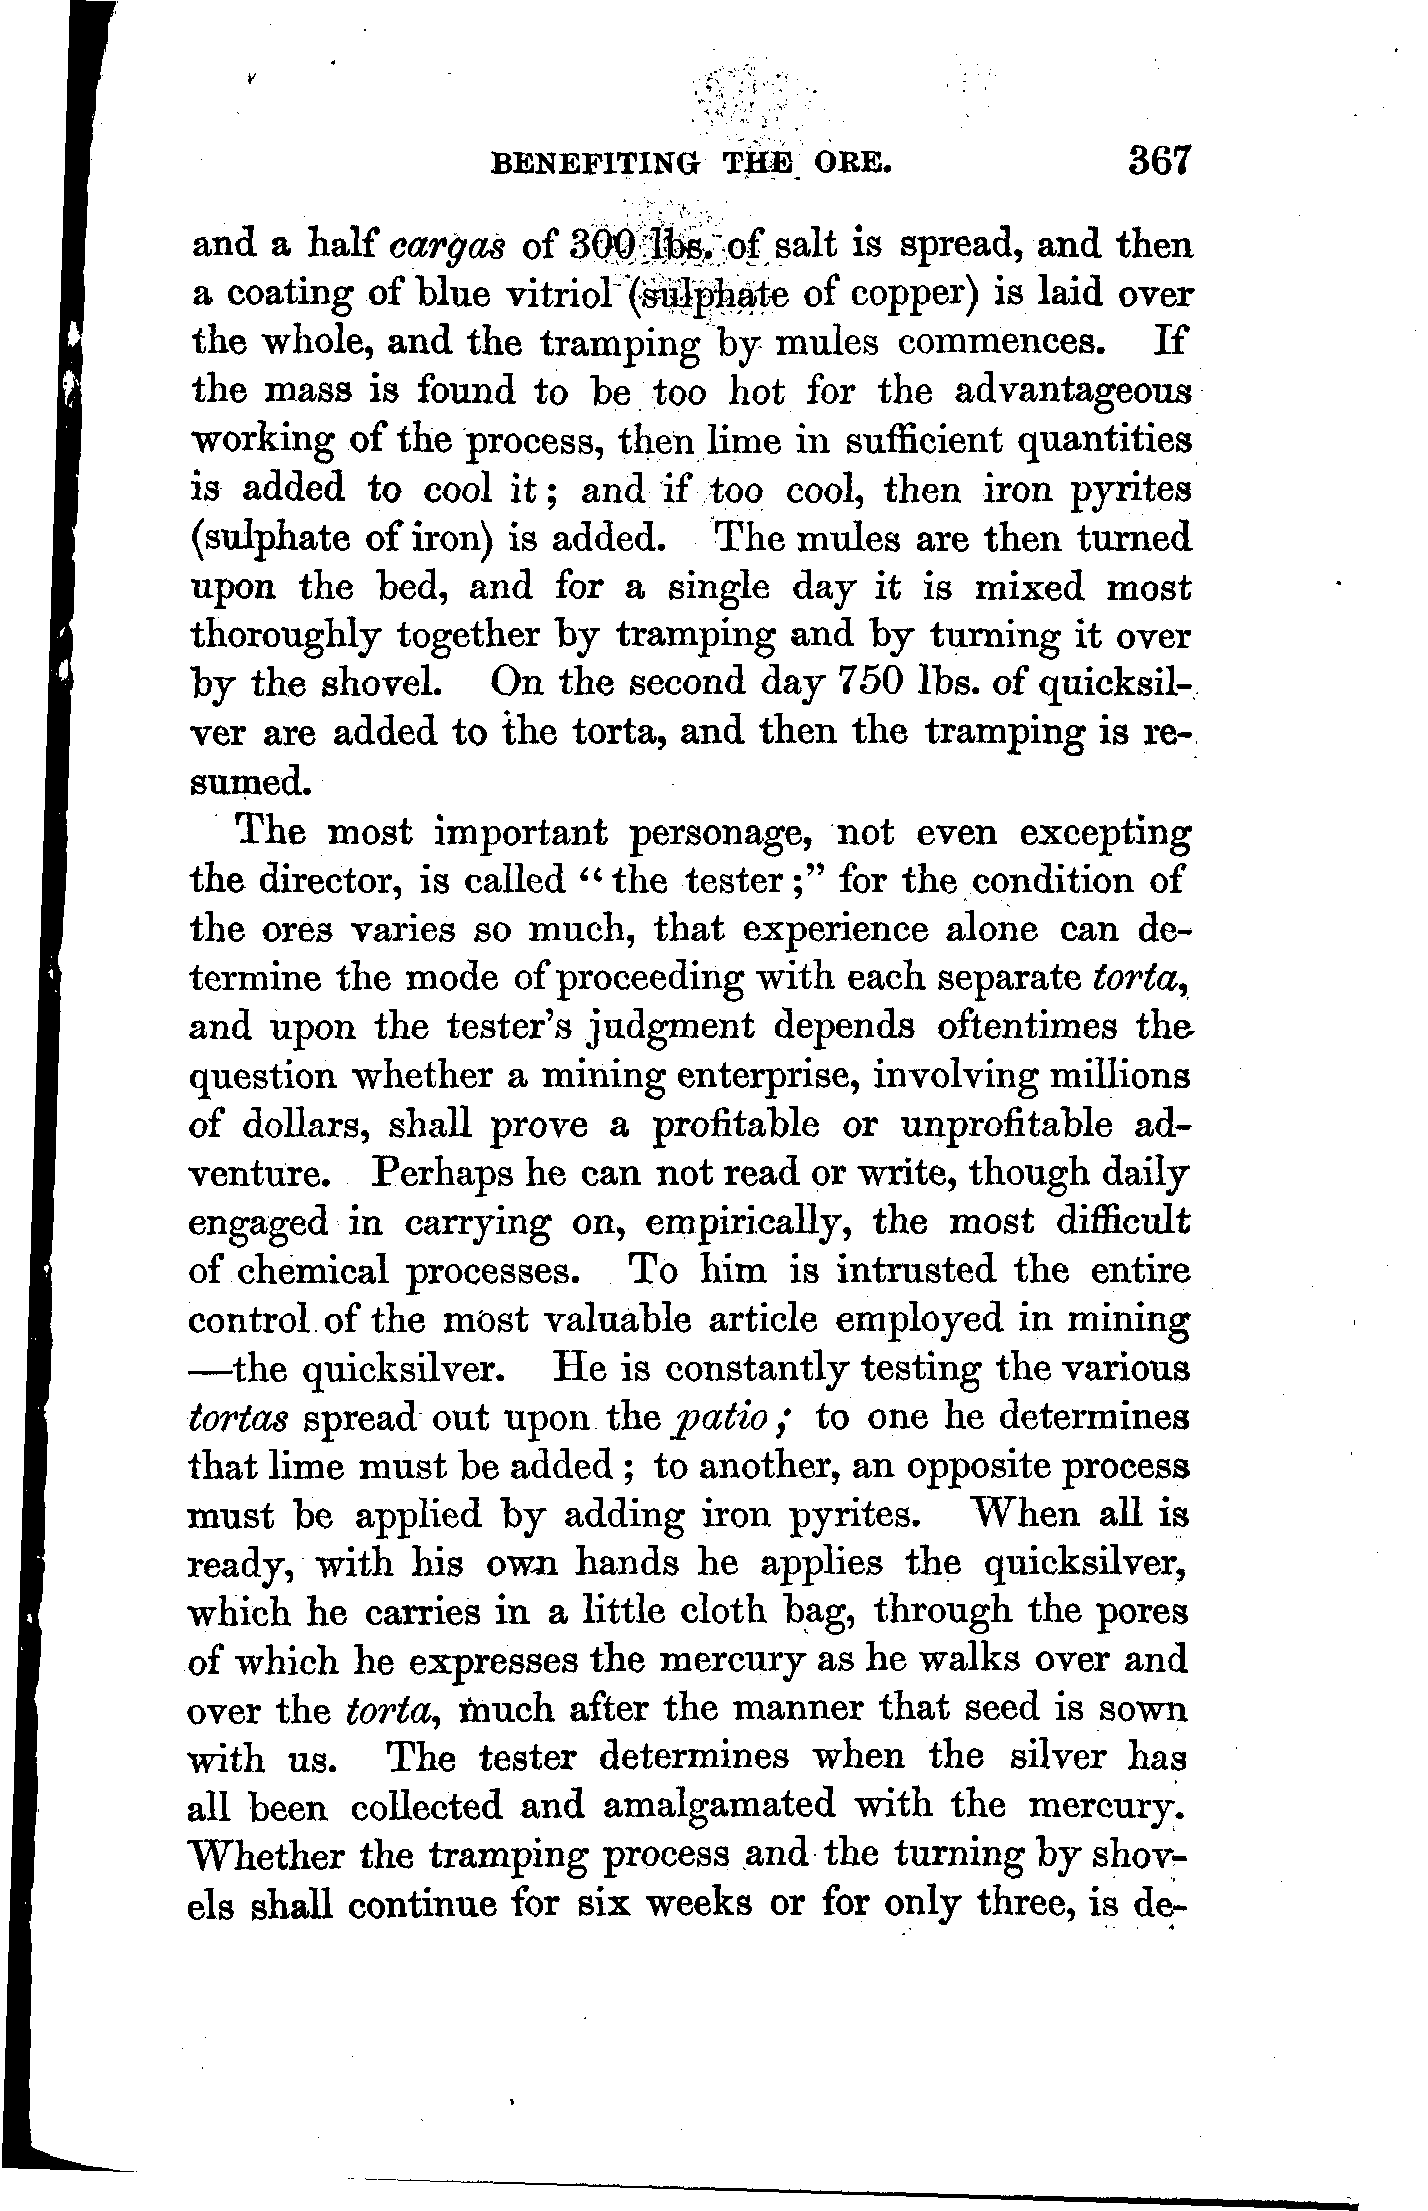 BENEFITING THE ORE. 367
and a half cargas of 300 lbs. of salt is spread, and then
a coating of blue vitriol (sulphate of copper) is laid over
the whole, and the tramping by mules commences. If
the mass is found to be too hot for the advantageous
working of the process, then lime in sufficient quantities
is added to cool it; and if too cool, then iron pyrites
(sulphate of iron) is added. The mules are then turned
upon the bed, and for a single day it is mixed most
thoroughly together by tramping and by turning it over
by the shovel. On the second day 750 lbs. of quicksil-
ver are added to the torta, and then the tramping is re-
sumed.
The most important personage, not even excepting
the director, is called “the tester;” for the condition of
the ores varies so much, that experience alone can de-
termine the mode of proceeding with each separate torta,
and upon the tester's judgment depends oftentimes the
question whether a mining enterprise, involving millions
of dollars, shall prove a profitable or unprofitable ad-
venture. Perhaps he can not read or write, though daily
engaged in carrying on, empirically, the most difficult
of chemical processes. To him is intrusted the entire
control of the most valuable article employed in mining
—the quicksilver. He is constantly testing the various
tortas spread out upon the patio; to one he determines
that lime must be added; to another, an opposite process
must be applied by adding iron pyrites. When all is
ready, with his own hands he applies the quicksilver,
which he carries in a little cloth bag, through the pores
of which he expresses the mercury as he walks over and
over the torta, much after the manner that seed is sown
with us. The tester determines when the silver has
all been collected and amalgamated with the mercury.
Whether the tramping process and the turning by shov-
els shall continue for six weeks or for only three, is de-